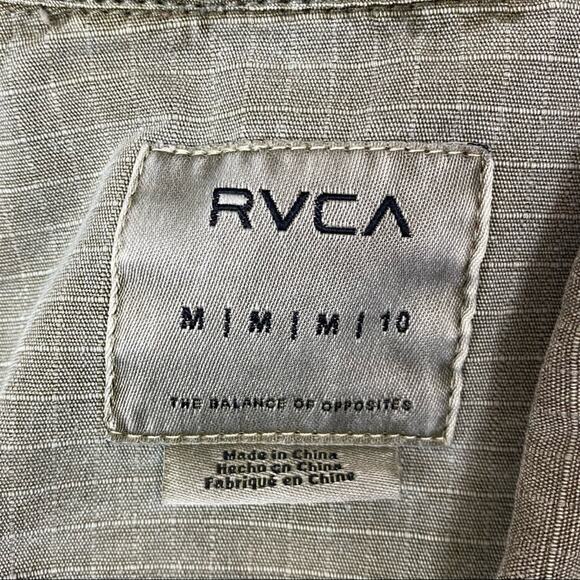 RVCA
M | M | M | 10
THE BALANCE OF OPPOSITES
Made in China
Hecho en China
Fabriqué en Chine